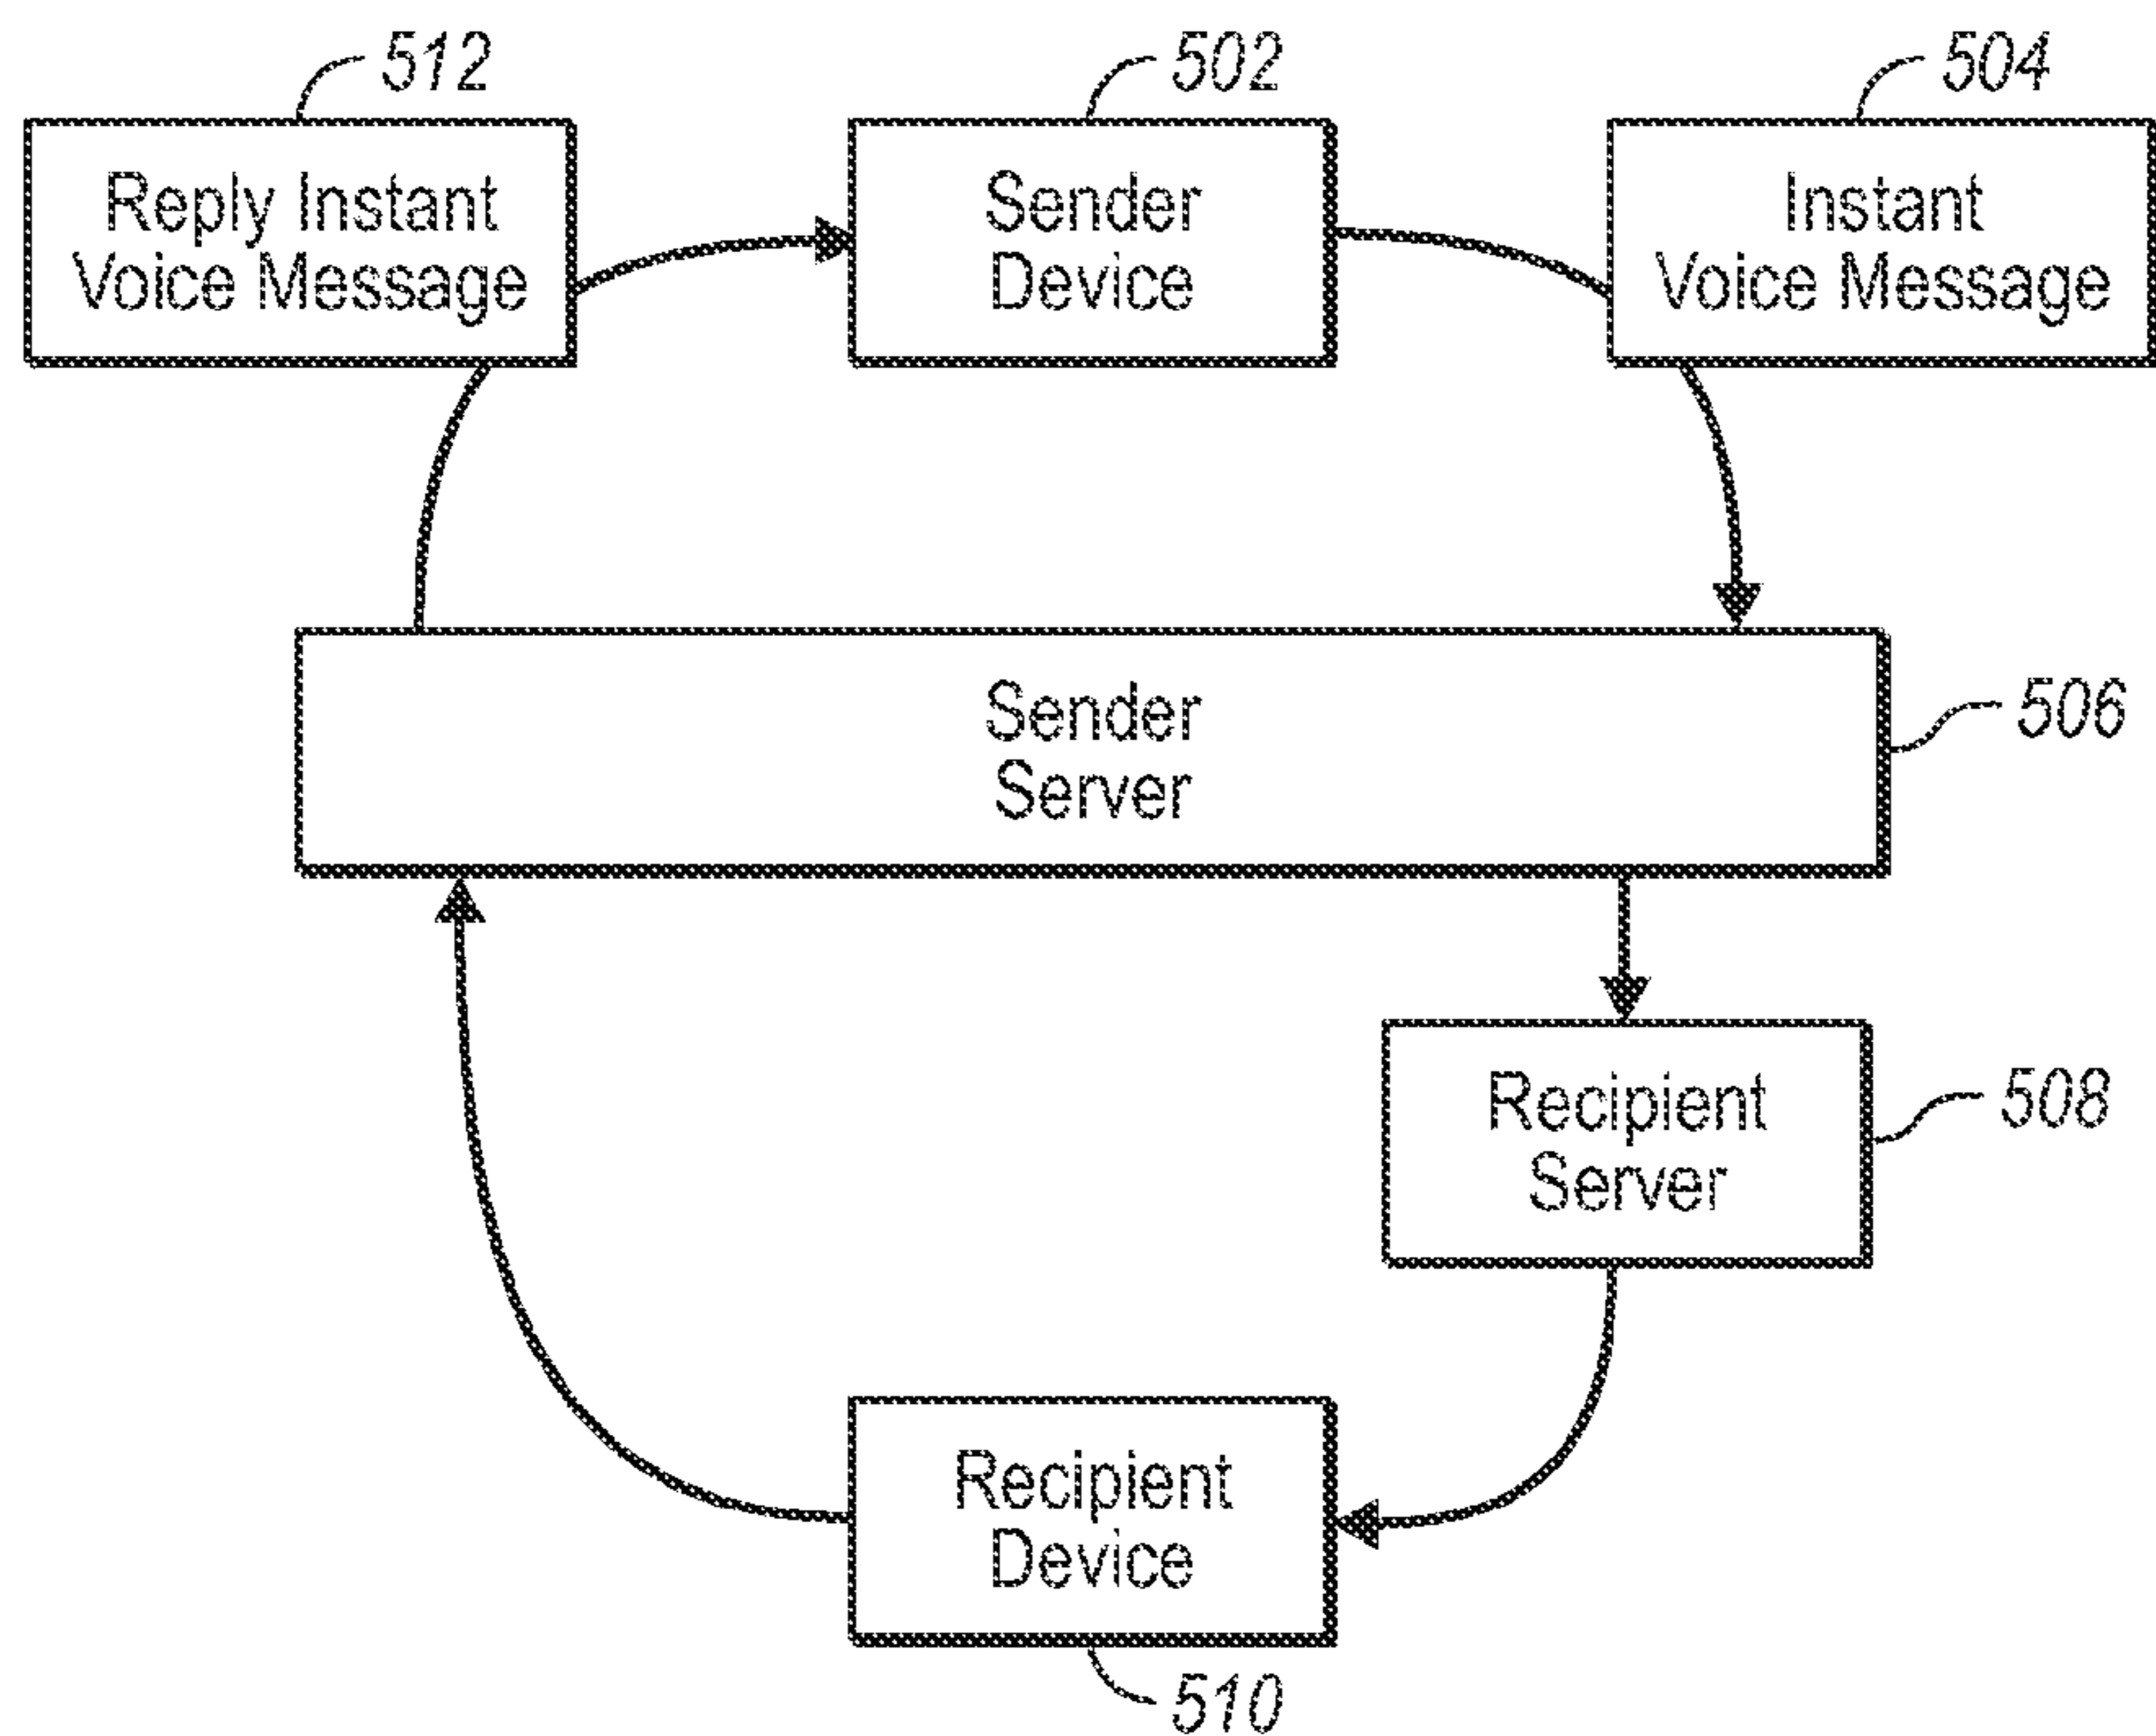 512
502
504
Reply Instant
Voice Message
Sender
Device
Instant
Voice Message
Sender
Server
506
Recipient
Server
508
Recipient
Device
510